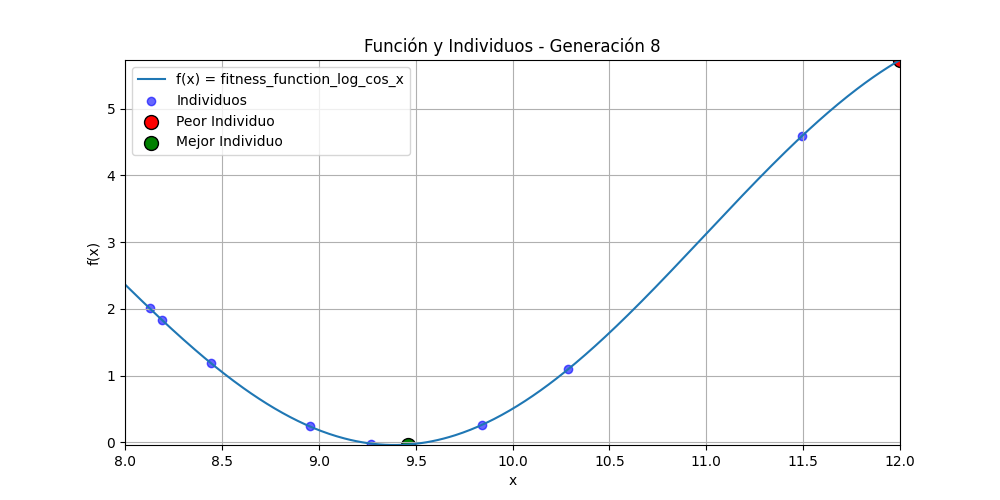 Función y Individuos - Generación 8
f(x) = fitness_function_log_cos_x
Individuos
Peor Individuo
Mejor Individuo
f(x)
5
4
3
2
1
0
8.0 8.5 9.0 9.5 10.0 10.5 11.0 11.5 12.0
x